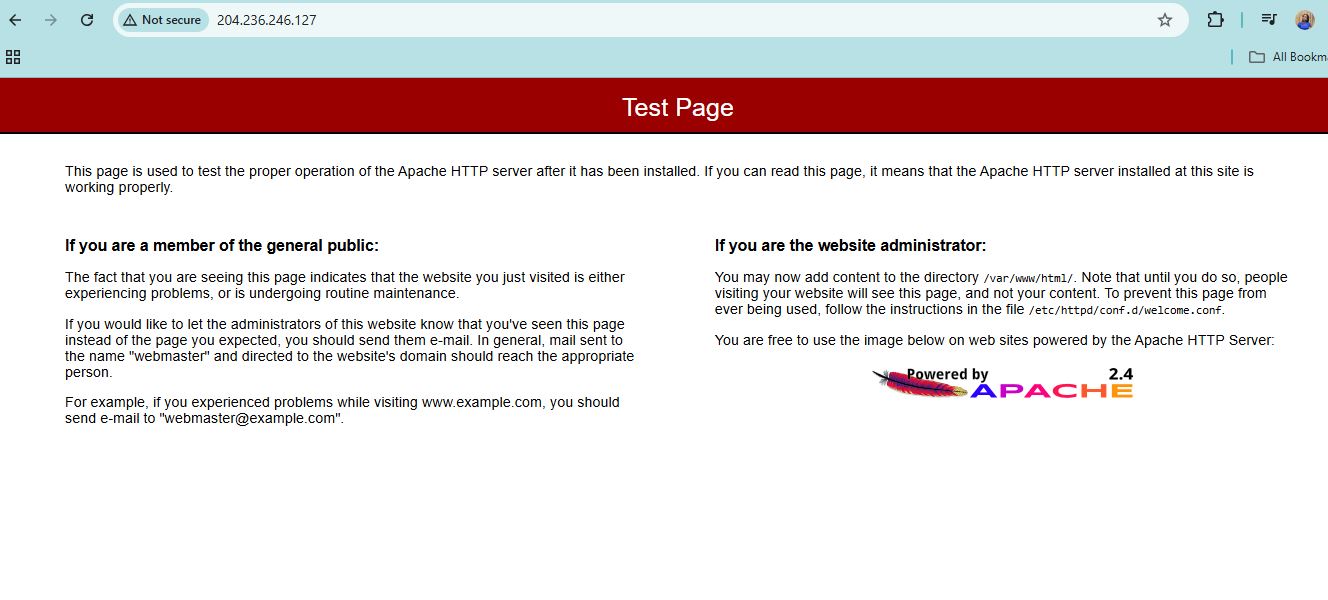 Not secure
204.236.246.127
All Bookm
Test Page
This page is used to test the proper operation of the Apache HTTP server after it has been installed. If you can read this page, it means that the Apache HTTP server installed at this site is
working properly.
If you are a member of the general public:
The fact that you are seeing this page indicates that the website you just visited is either
experiencing problems, or is undergoing routine maintenance.
If you would like to let the administrators of this website know that you've seen this page
instead of the page you expected, you should send them e-mail. In general, mail sent to
the name "webmaster" and directed to the website's domain should reach the appropriate
person.
For example, if you experienced problems while visiting www.example.com, you should
send e-mail to "webmaster@example.com".
If you are the website administrator:
You may now add content to the directory /var/www/html/. Note that until you do so, people
visiting your website will see this page, and not your content. To prevent this page from
ever being used, follow the instructions in the file /etc/httpd/conf.d/welcome.conf.
You are free to use the image below on web sites powered by the Apache HTTP Server:
Powered by 2.4
APACHE